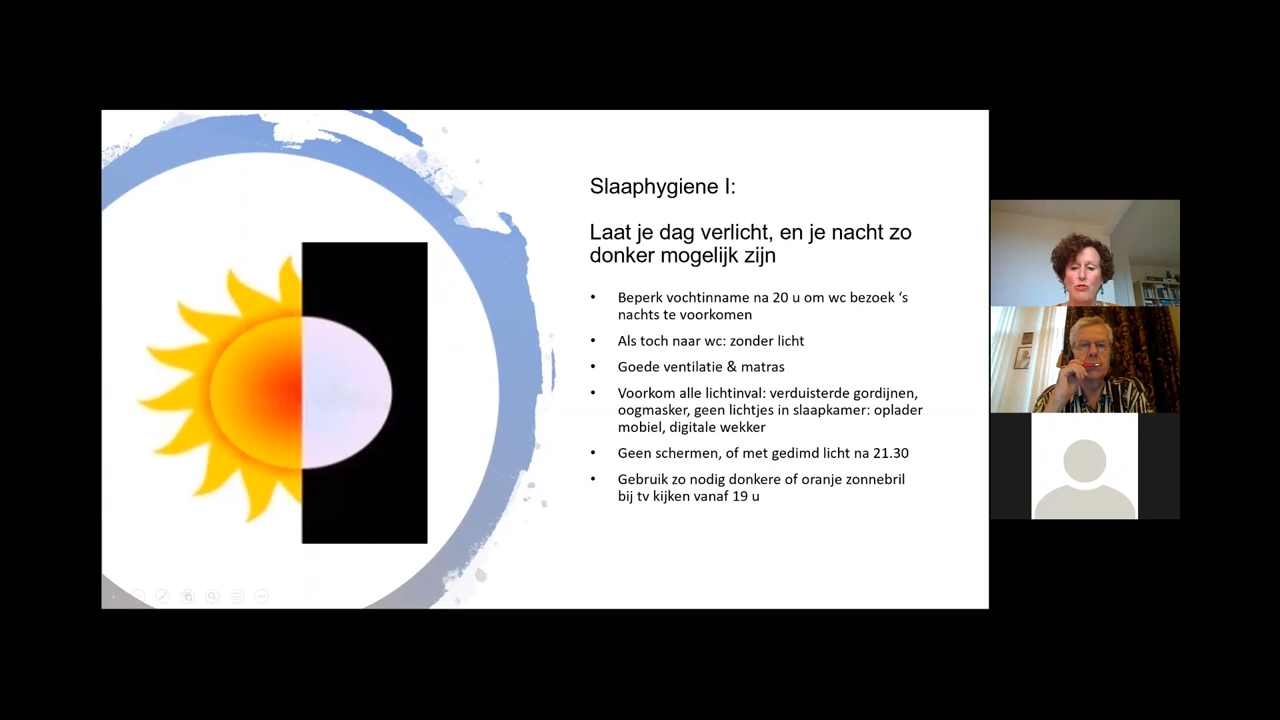 Slaaphygiene I:
Laat je dag verlicht, en je nacht zo
donker mogelijk zijn
• Beperk vochtinname na 20 u om wc bezoek ‘s
nachts te voorkomen
• Als toch naar wc: zonder licht
• Goede ventilatie & matras
• Voorkom alle lichtinval: verduisterde gordijnen,
oogmasker, geen lichtjes in slaapkamer: oplader
mobiel, digitale wekker
• Geen schermen, of met gedimd licht na 21.30
• Gebruik zo nodig donkere of oranje zonnebril
bij tv kijken vanaf 19 u